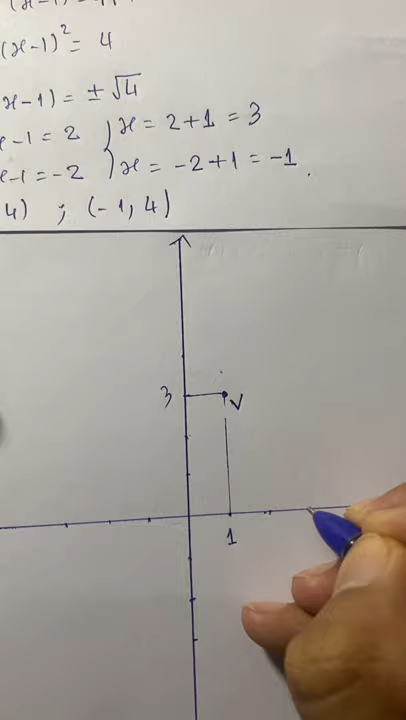 (x-1)² = 4
x-1) = ± √4
x-1 = 2 } x = 2+1 = 3
x-1 = -2 } x = -2+1 = -1 .
4) ; (-1, 4)
3
V
1